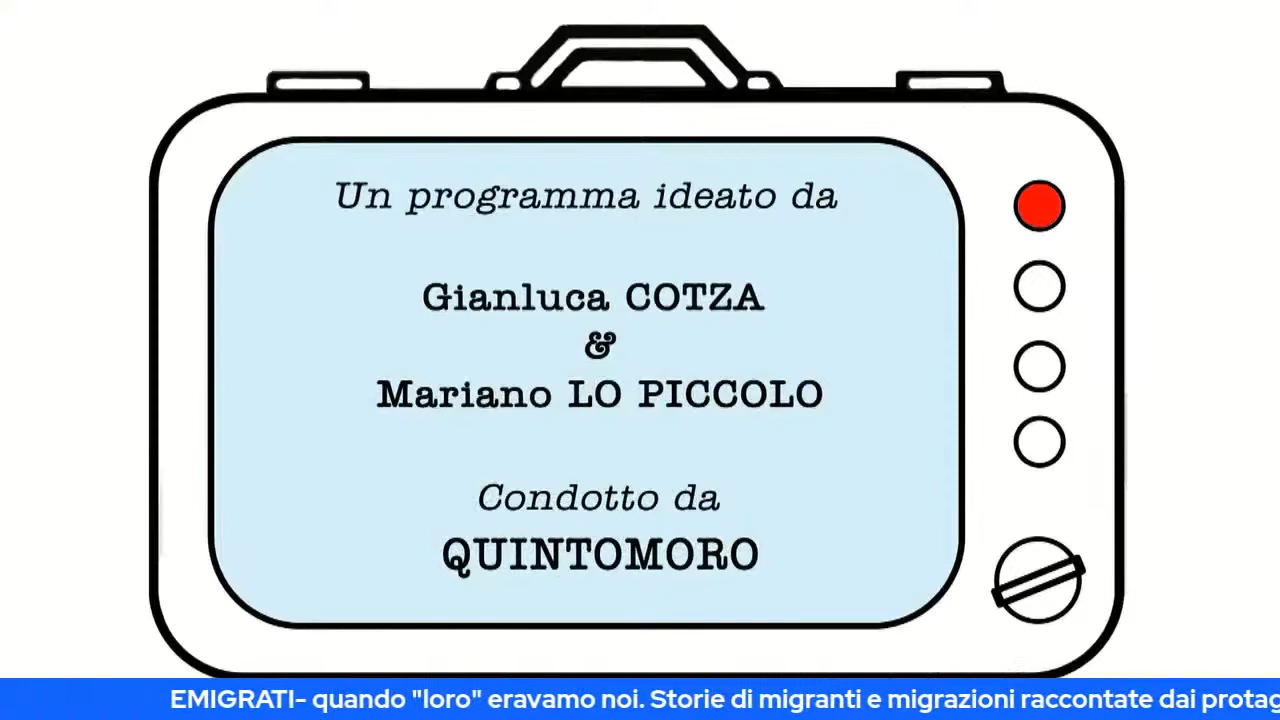 Un programma ideato da
Gianluca COTZA
&
Mariano LO PICCOLO
Condotto da
QUINTOMORO
EMIGRATI- quando "loro" eravamo noi. Storie di migranti e migrazioni raccontate dai